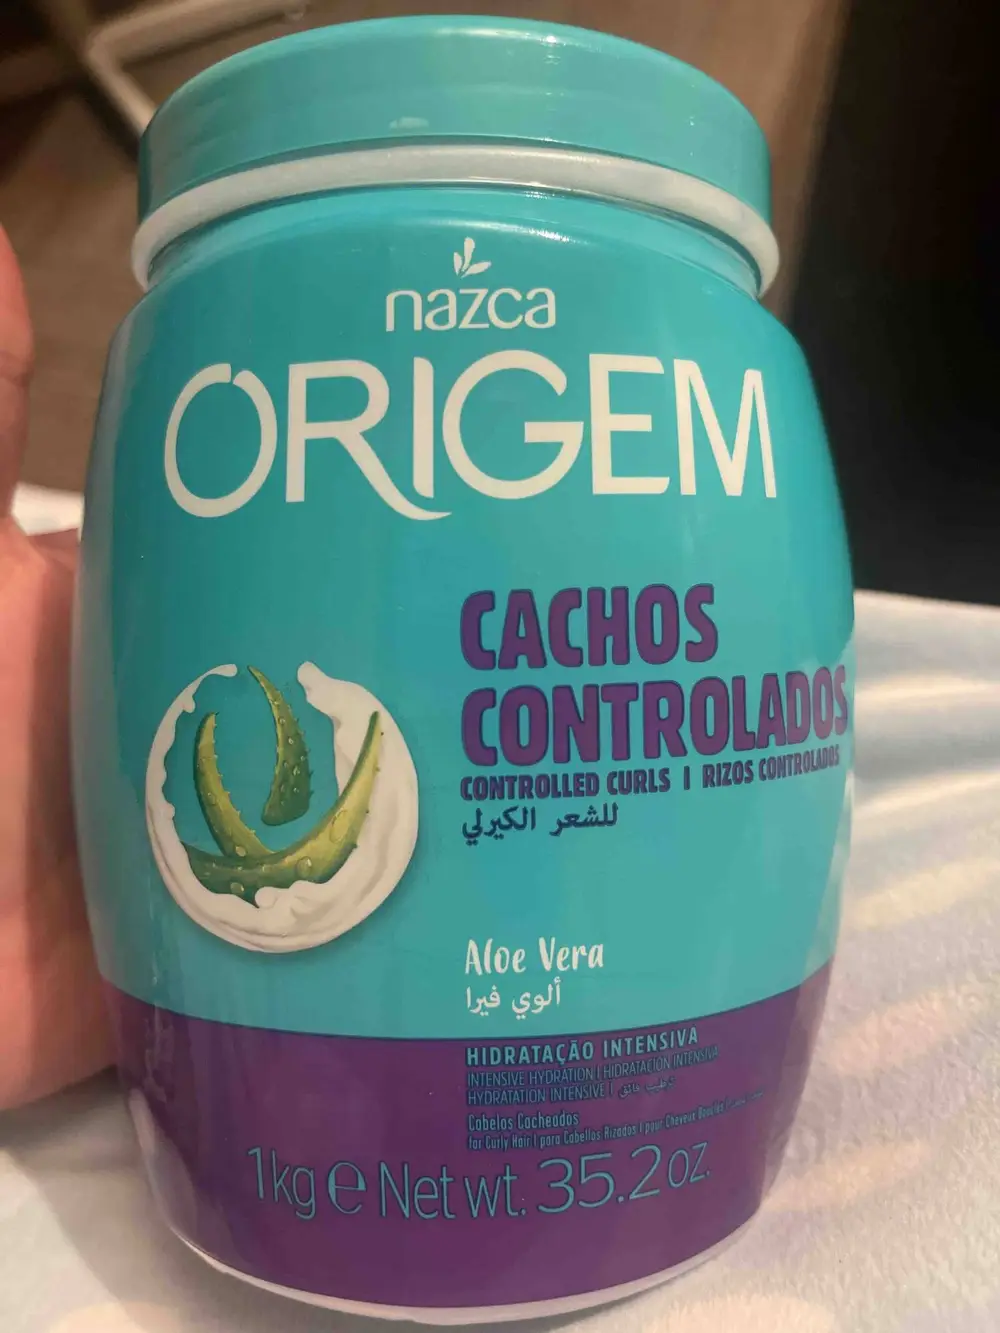 nazca
ORIGEM
CACHOS
CONTROLADOS
CONTROLLED CURLS | RIZOS CONTROLADOS
للشعر الكيرلي
Aloe Vera
ألوي فيرا
HIDRATAÇÃO INTENSIVA
INTENSIVE HYDRATION | HIDRATACIÓN INTENSIVA
HYDRATATION INTENSIVE |
Cabelos Cacheados
for Curly Hair | para Cabellos Rizados | pour Cheveux Bouclés
1kg e Net wt. 35.2 oz.